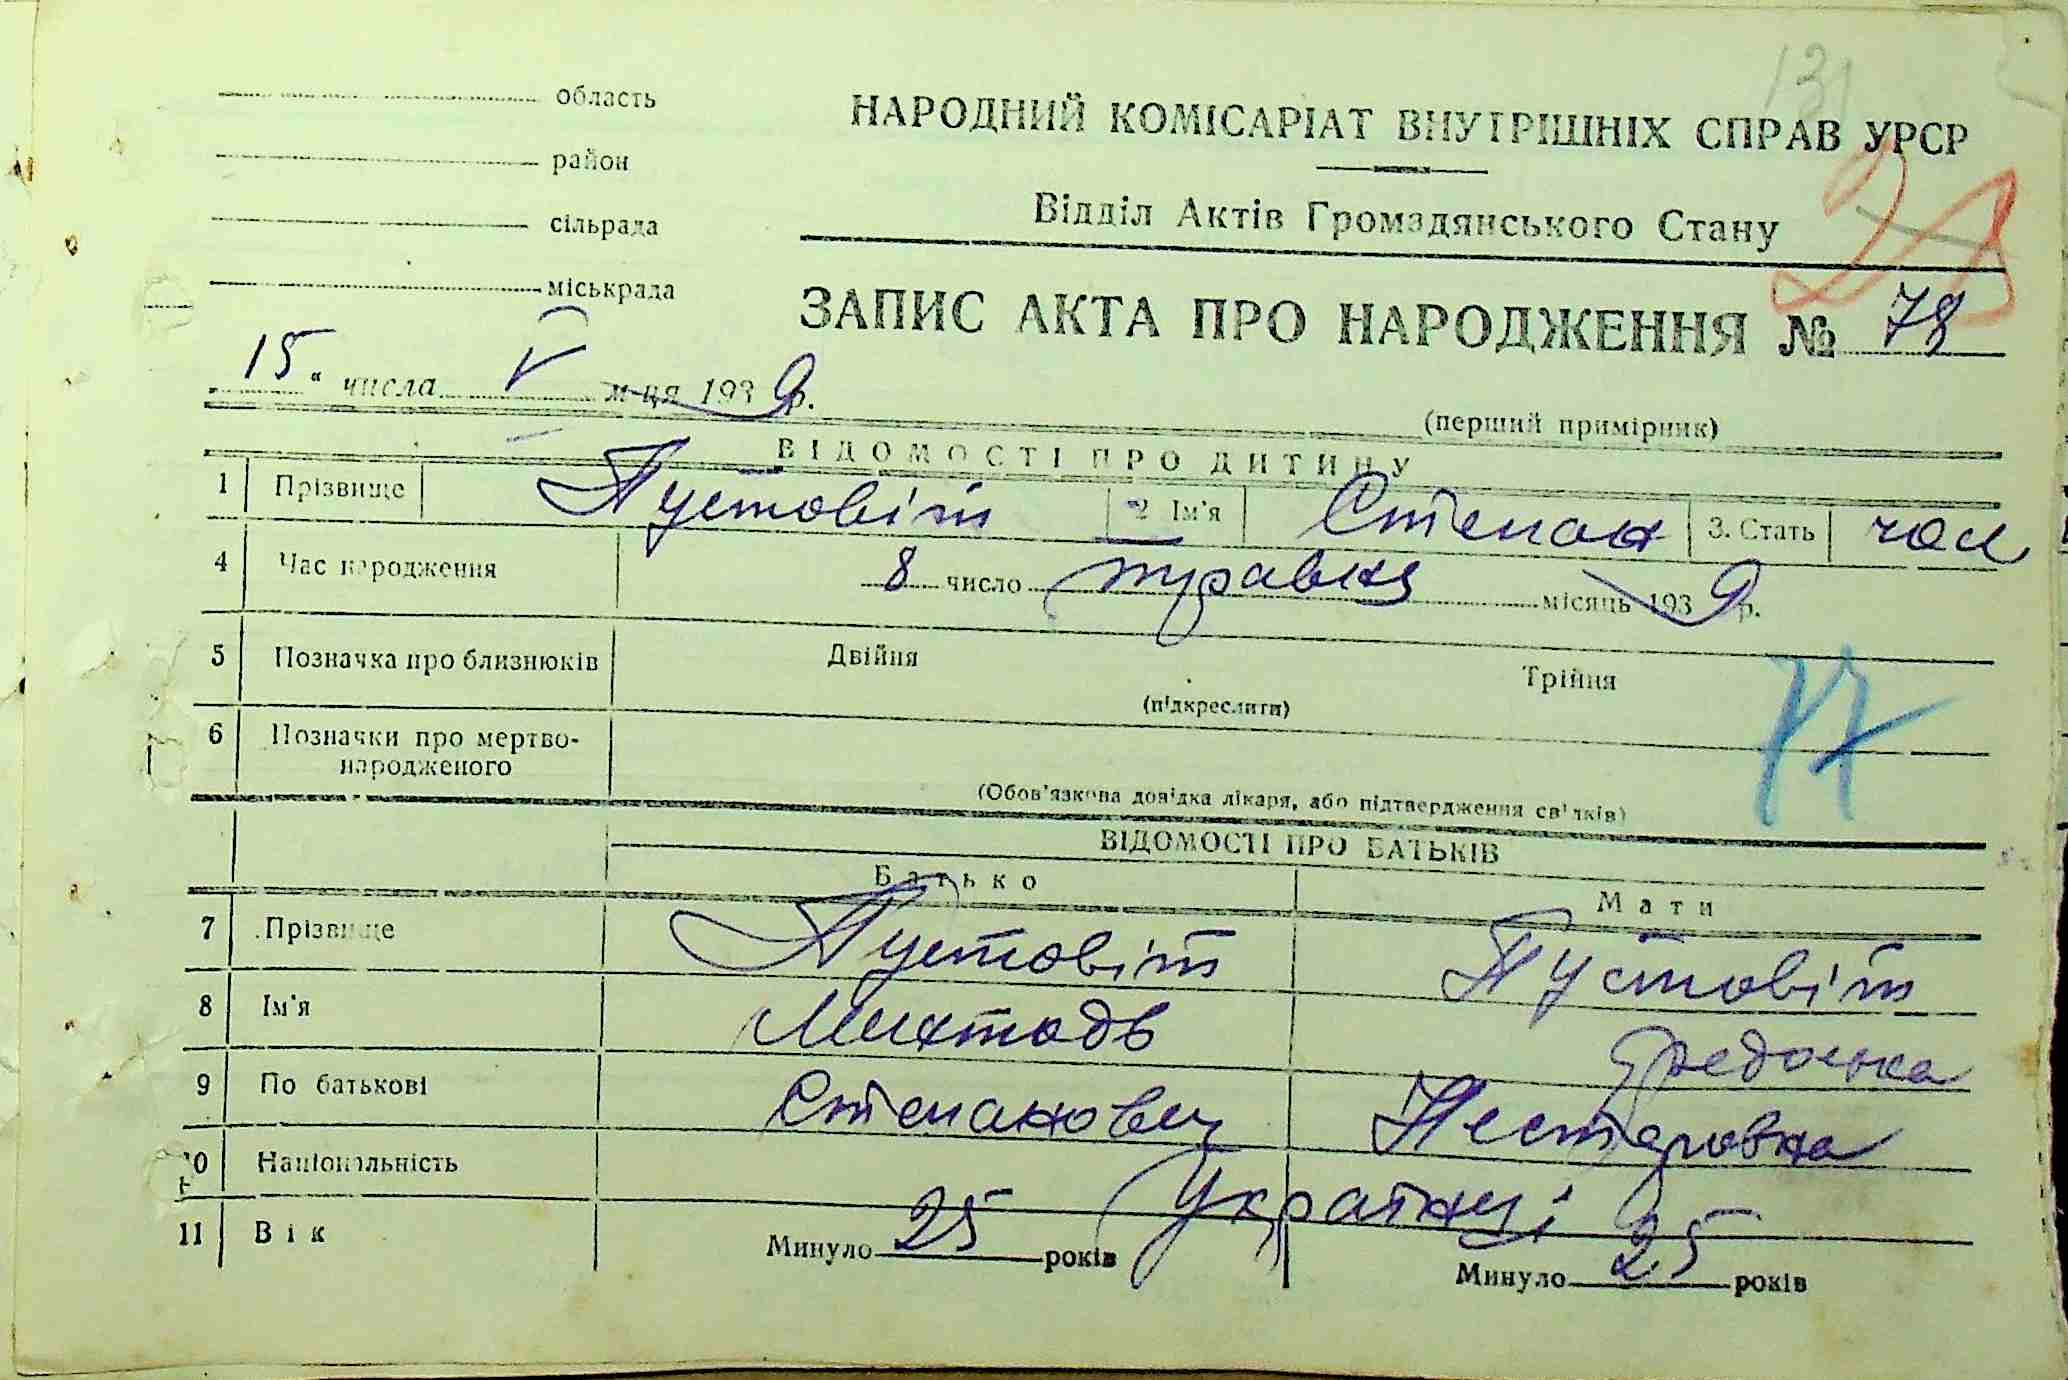 131
область
НАРОДНИЙ КОМІСАРІАТ ВНУТРІШНІХ СПРАВ УРСР
район
сільрада
Відділ Актів Громадянського Стану
міськрада
ЗАПИС АКТА ПРО НАРОДЖЕННЯ № 78
15 " числа V м-ця 1939 р.
(перший примірник)
ВІДОМОСТІ ПРО ДИТИНУ
1 Прізвище Пустовіт 2 Ім'я Степан 3. Стать чол
4 Час народження 8 число травня місяць 1939 р.
5 Позначка про близнюків Двійня Трійня
(підкреслити)
77
6 Позначки про мертво-
народженого
(Обов'язкова довідка лікаря, або підтвердження свідків)
ВІДОМОСТІ ПРО БАТЬКІВ
Батько Мати
7 Прізвище Пустовіт Пустовіт
8 Ім'я
9 По батькові Степанович Несторовна
10 Національність Українці
11 Вік Минуло 25 років Минуло 25 років